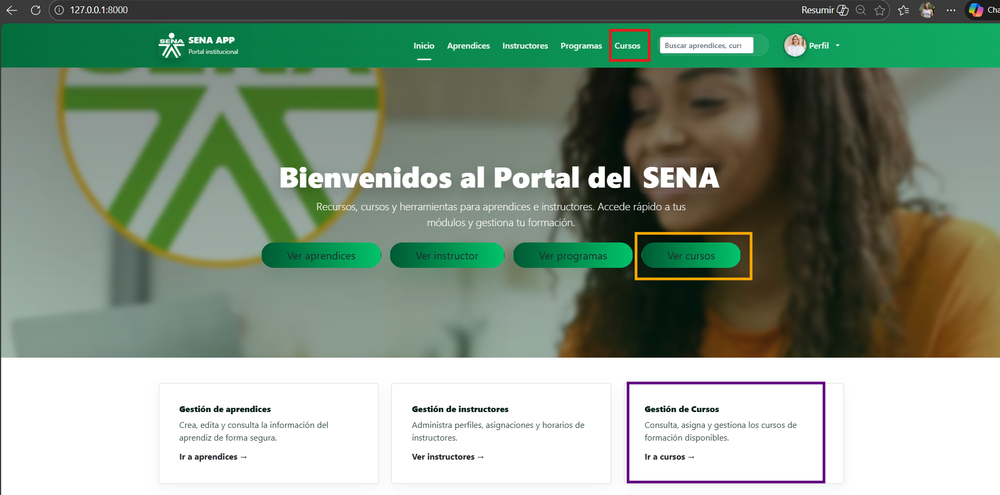 127.0.0.1:8000
Resumir
Cha
SENA
SENA APP
Portal institucional
Inicio
Aprendices
Instructores
Programas
Cursos
Buscar aprendices, curs
Perfil
Bienvenidos al Portal del SENA
Recursos, cursos y herramientas para aprendices e instructores. Accede rápido a tus
módulos y gestiona tu formación.
Ver aprendices
Ver instructor
Ver programas
Ver cursos
Gestión de aprendices
Crea, edita y consulta la información del
aprendiz de forma segura.
Ir a aprendices →
Gestión de instructores
Administra perfiles, asignaciones y horarios de
instructores.
Ver instructores →
Gestión de Cursos
Consulta, asigna y gestiona los cursos de
formación disponibles.
Ir a cursos →